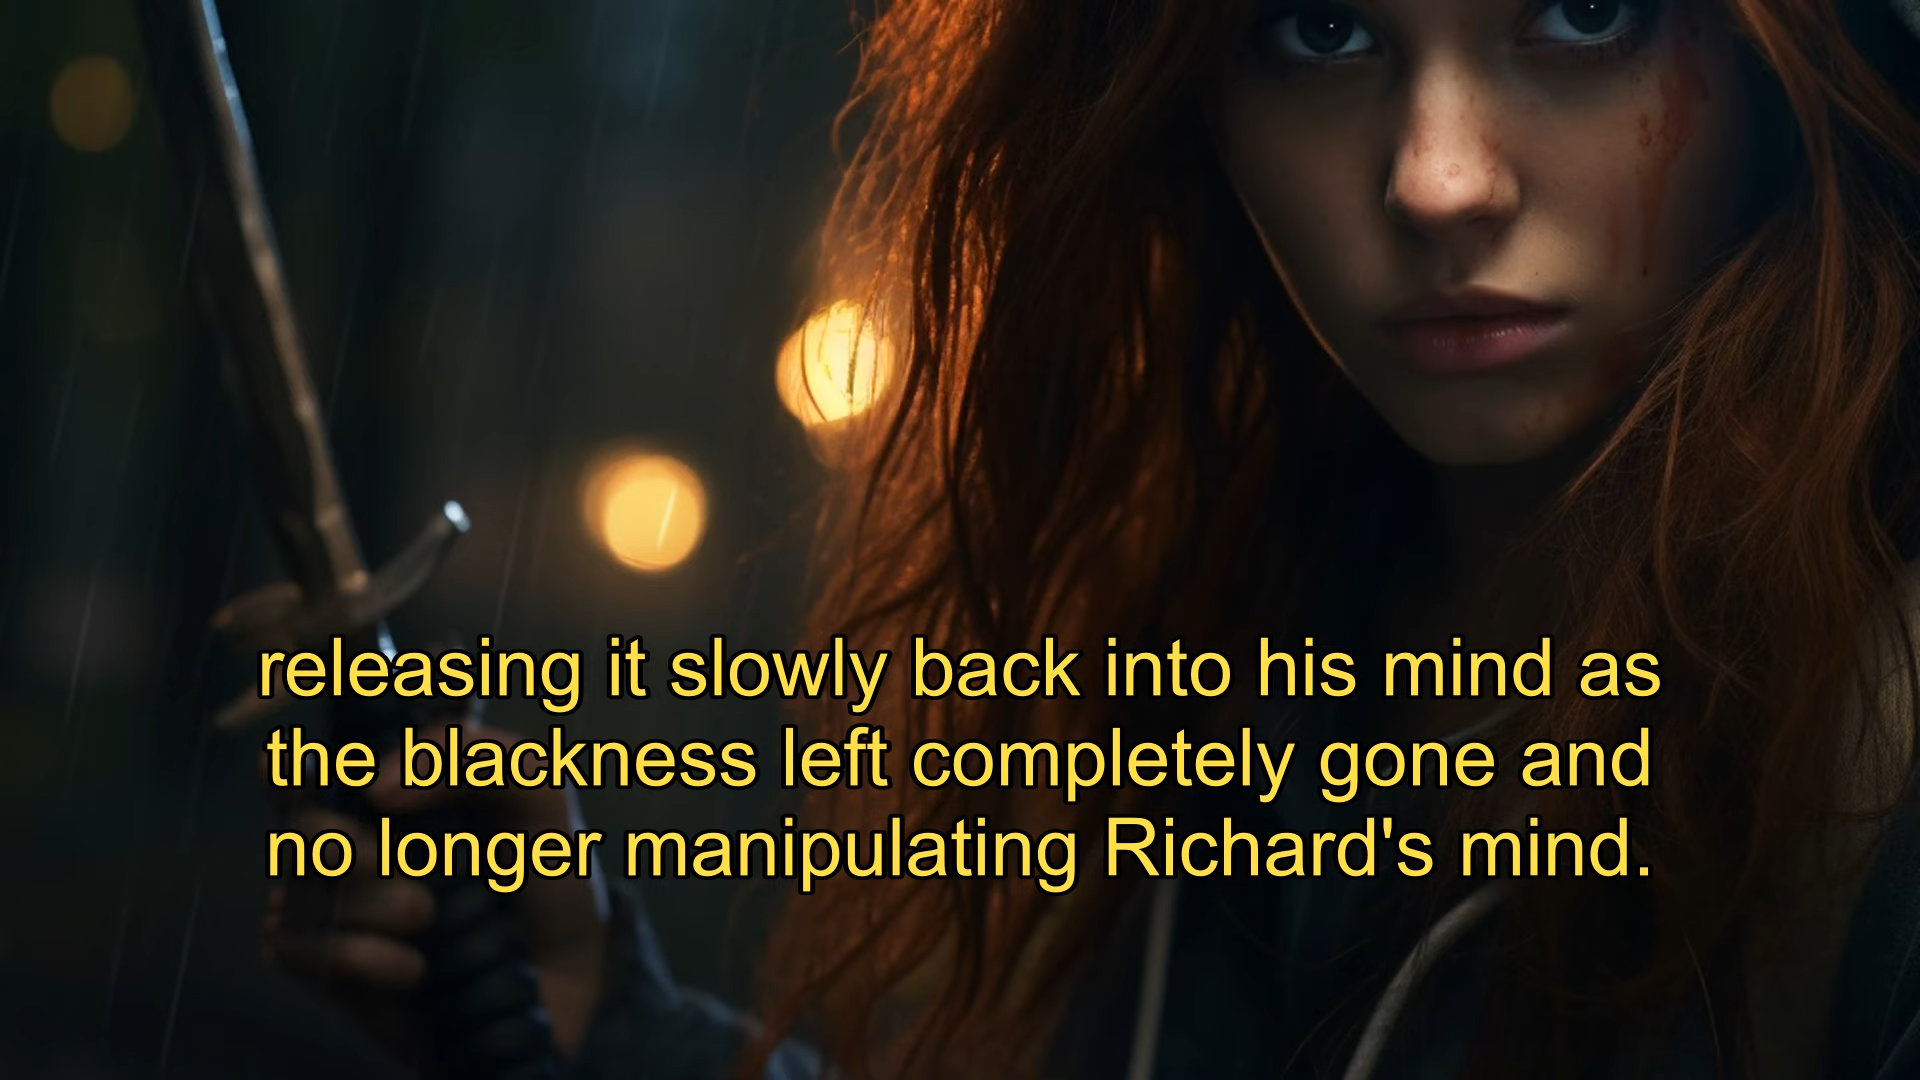 releasing it slowly back into his mind as
the blackness left completely gone and
no longer manipulating Richard's mind.